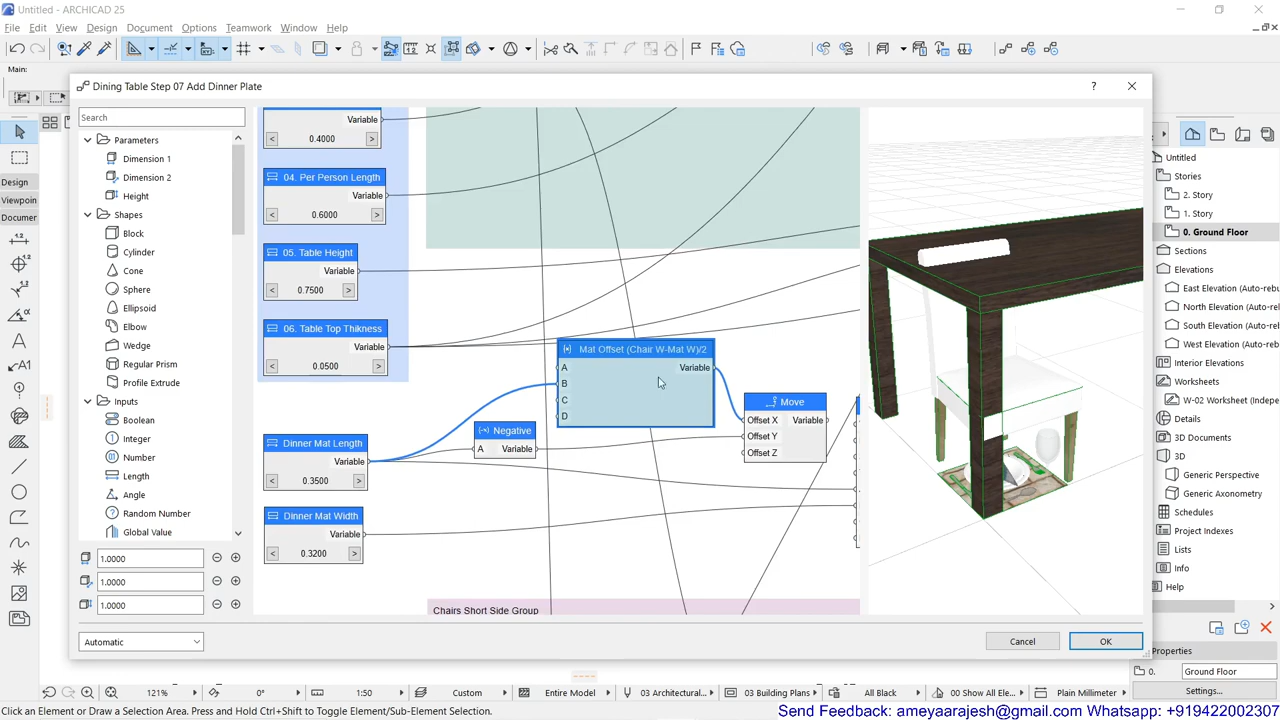 Untitled - ARCHICAD 25
File Edit View Design Document Options Teamwork Window Help
Main:
Dining Table Step 07 Add Dinner Plate
?
Search
Parameters
Dimension 1
Dimension 2
Height
Shapes
Block
Cylinder
Cone
Sphere
Ellipsoid
Elbow
Wedge
Regular Prism
Profile Extrude
Inputs
Boolean
Integer
Number
Length
Angle
Random Number
Global Value
1.0000
1.0000
1.0000
Automatic
Design
Viewpoin
Documer
Variable
< 0.4000 >
04. Per Person Length
Variable
< 0.6000 >
05. Table Height
Variable
< 0.7500 >
06. Table Top Thikness
Variable
< 0.0500 >
Dinner Mat Length
Variable
< 0.3500 >
Dinner Mat Width
Variable
< 0.3200 >
Negative
A Variable
Mat Offset (Chair W-Mat W)/2
A Variable
B
C
D
Move
Offset X Variable
Offset Y
Offset Z
Chairs Short Side Group
Cancel OK
Untitled
Stories
2. Story
1. Story
0. Ground Floor
Sections
Elevations
East Elevation (Auto-rebu
North Elevation (Auto-reb
South Elevation (Auto-reb
West Elevation (Auto-reb
Interior Elevations
Worksheets
W-02 Worksheet (Indepe
Details
3D Documents
3D
Generic Perspective
Generic Axonometry
Schedules
Project Indexes
Lists
Info
Help
Properties
0. Ground Floor
Settings...
121% 0° 1:50 Custom Entire Model 03 Architectural... 03 Building Plans All Black 00 Show All Ele... Plain Millimeter
Click an Element or Draw a Selection Area. Press and Hold Ctrl+Shift to Toggle Element/Sub-Element Selection.
Send Feedback: ameyaarajesh@gmail.com Whatsapp: +919422002307